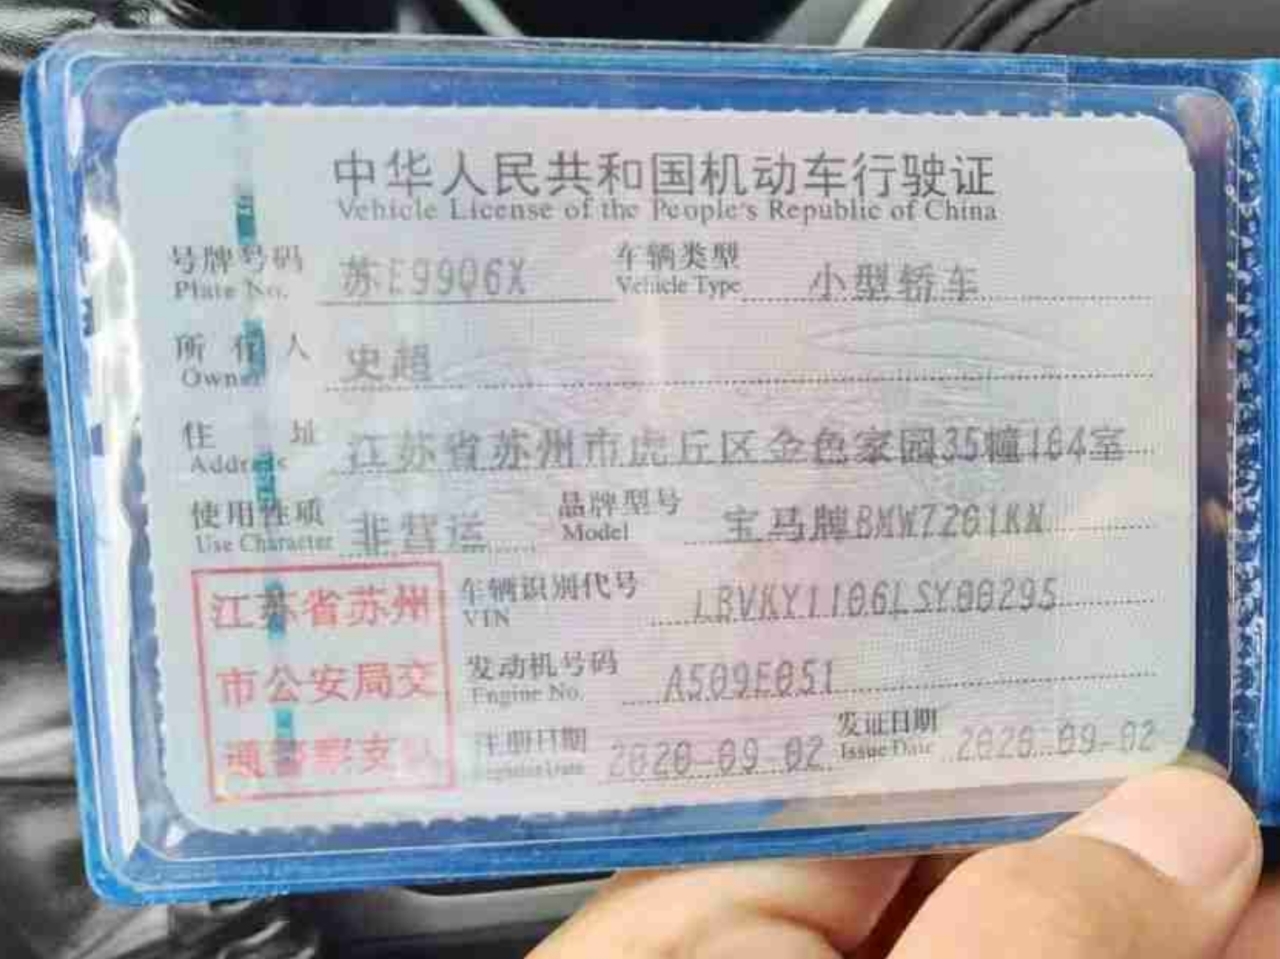 中华人民共和国机动车行驶证
Vehicle License of the People's Republic of China
号牌号码 苏E99Q6X 车辆类型 小型轿车
Plate No. Vehicle Type
所有人 史超
Owner
住址 江苏省苏州市虎丘区金色家园35幢104室
Address
使用性质 非营运 品牌型号 宝马牌BMW7201KN
Use Character Model
江苏省苏州 车辆识别代号 LBVKY1106LSY00295
VIN
市公安局交 发动机号码 A509F051
Engine No.
通警察支队 注册日期 2020-09-02 发证日期 2020-09-02
Register Date Issue Date